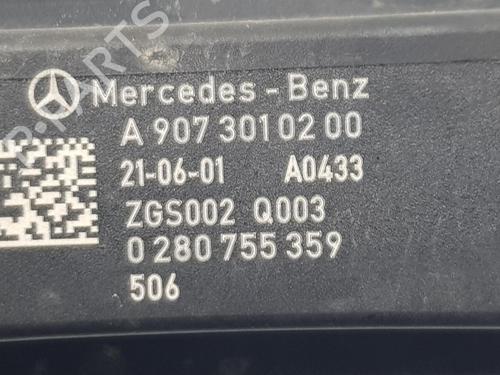 Mercedes-Benz
A 907 301 02 00
21-06-01 A0433
ZGS002 Q003
0 280 755 359
506